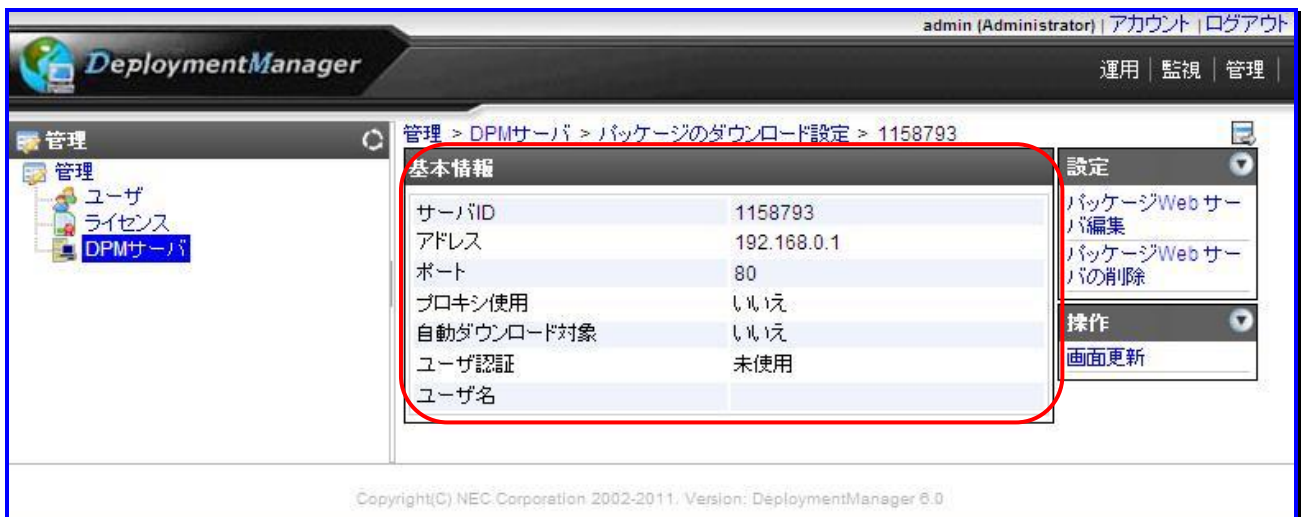 admin (Administrator) | アカウント | ログアウト
DeploymentManager
運用 | 監視 | 管理 |
管理
管理 > DPMサーバ > パッケージのダウンロード設定 > 1158793
管理
ユーザ
ライセンス
DPMサーバ
基本情報
サーバID 1158793
アドレス 192.168.0.1
ポート 80
プロキシ使用 いいえ
自動ダウンロード対象 いいえ
ユーザ認証 未使用
ユーザ名
設定
パッケージWeb サー
バ編集
パッケージWeb サー
バの削除
操作
画面更新
Copyright(C) NEC Corporation 2002-2011. Version: DeploymentManager 6.0